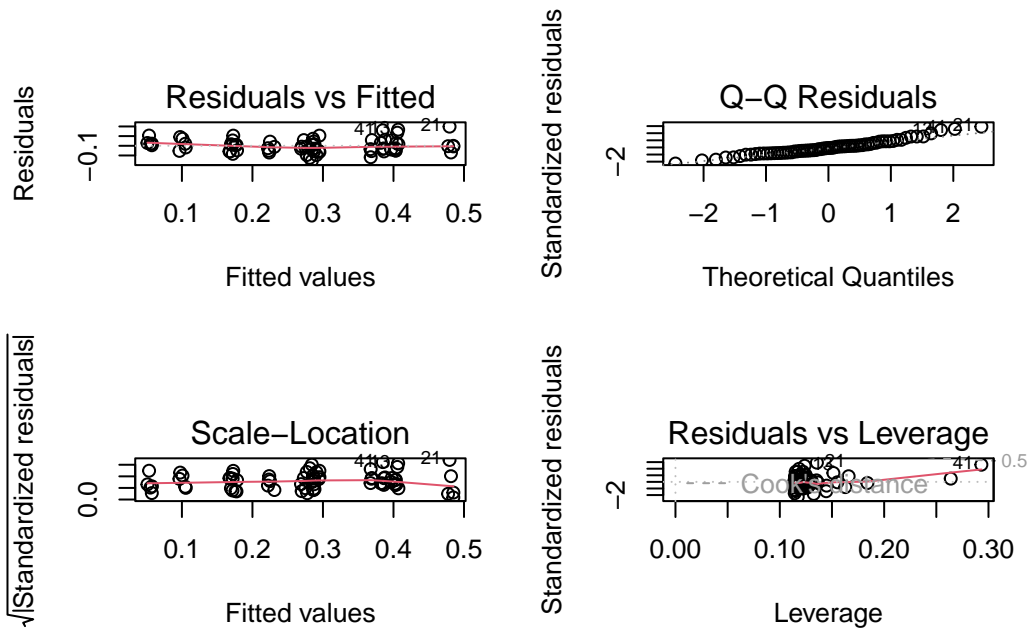 Residuals vs Fitted
Residuals
−0.1
41
21
0.1 0.2 0.3 0.4 0.5
Fitted values
Q−Q Residuals
Standardized residuals
−2
21
−2 −1 0 1 2
Theoretical Quantiles
Scale−Location
√|Standardized residuals|
0.0
41
21
0.1 0.2 0.3 0.4 0.5
Fitted values
Residuals vs Leverage
Standardized residuals
−2
21
41
0.5
Cook's distance
0.00 0.10 0.20 0.30
Leverage